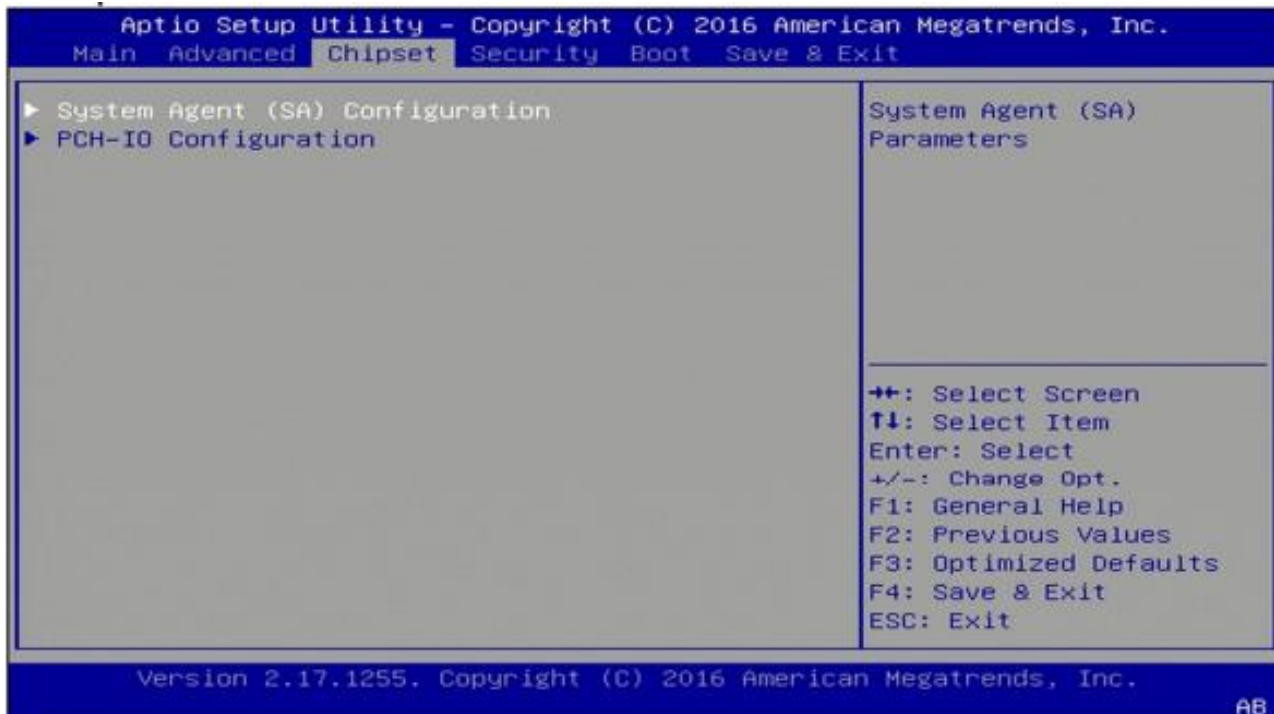 Aptio Setup Utility – Copyright (C) 2016 American Megatrends, Inc.
Main Advanced Chipset Security Boot Save & Exit
► System Agent (SA) Configuration
► PCH-IO Configuration
System Agent (SA)
Parameters
→←: Select Screen
↑↓: Select Item
Enter: Select
+/-: Change Opt.
F1: General Help
F2: Previous Values
F3: Optimized Defaults
F4: Save & Exit
ESC: Exit
Version 2.17.1255. Copyright (C) 2016 American Megatrends, Inc.
AB